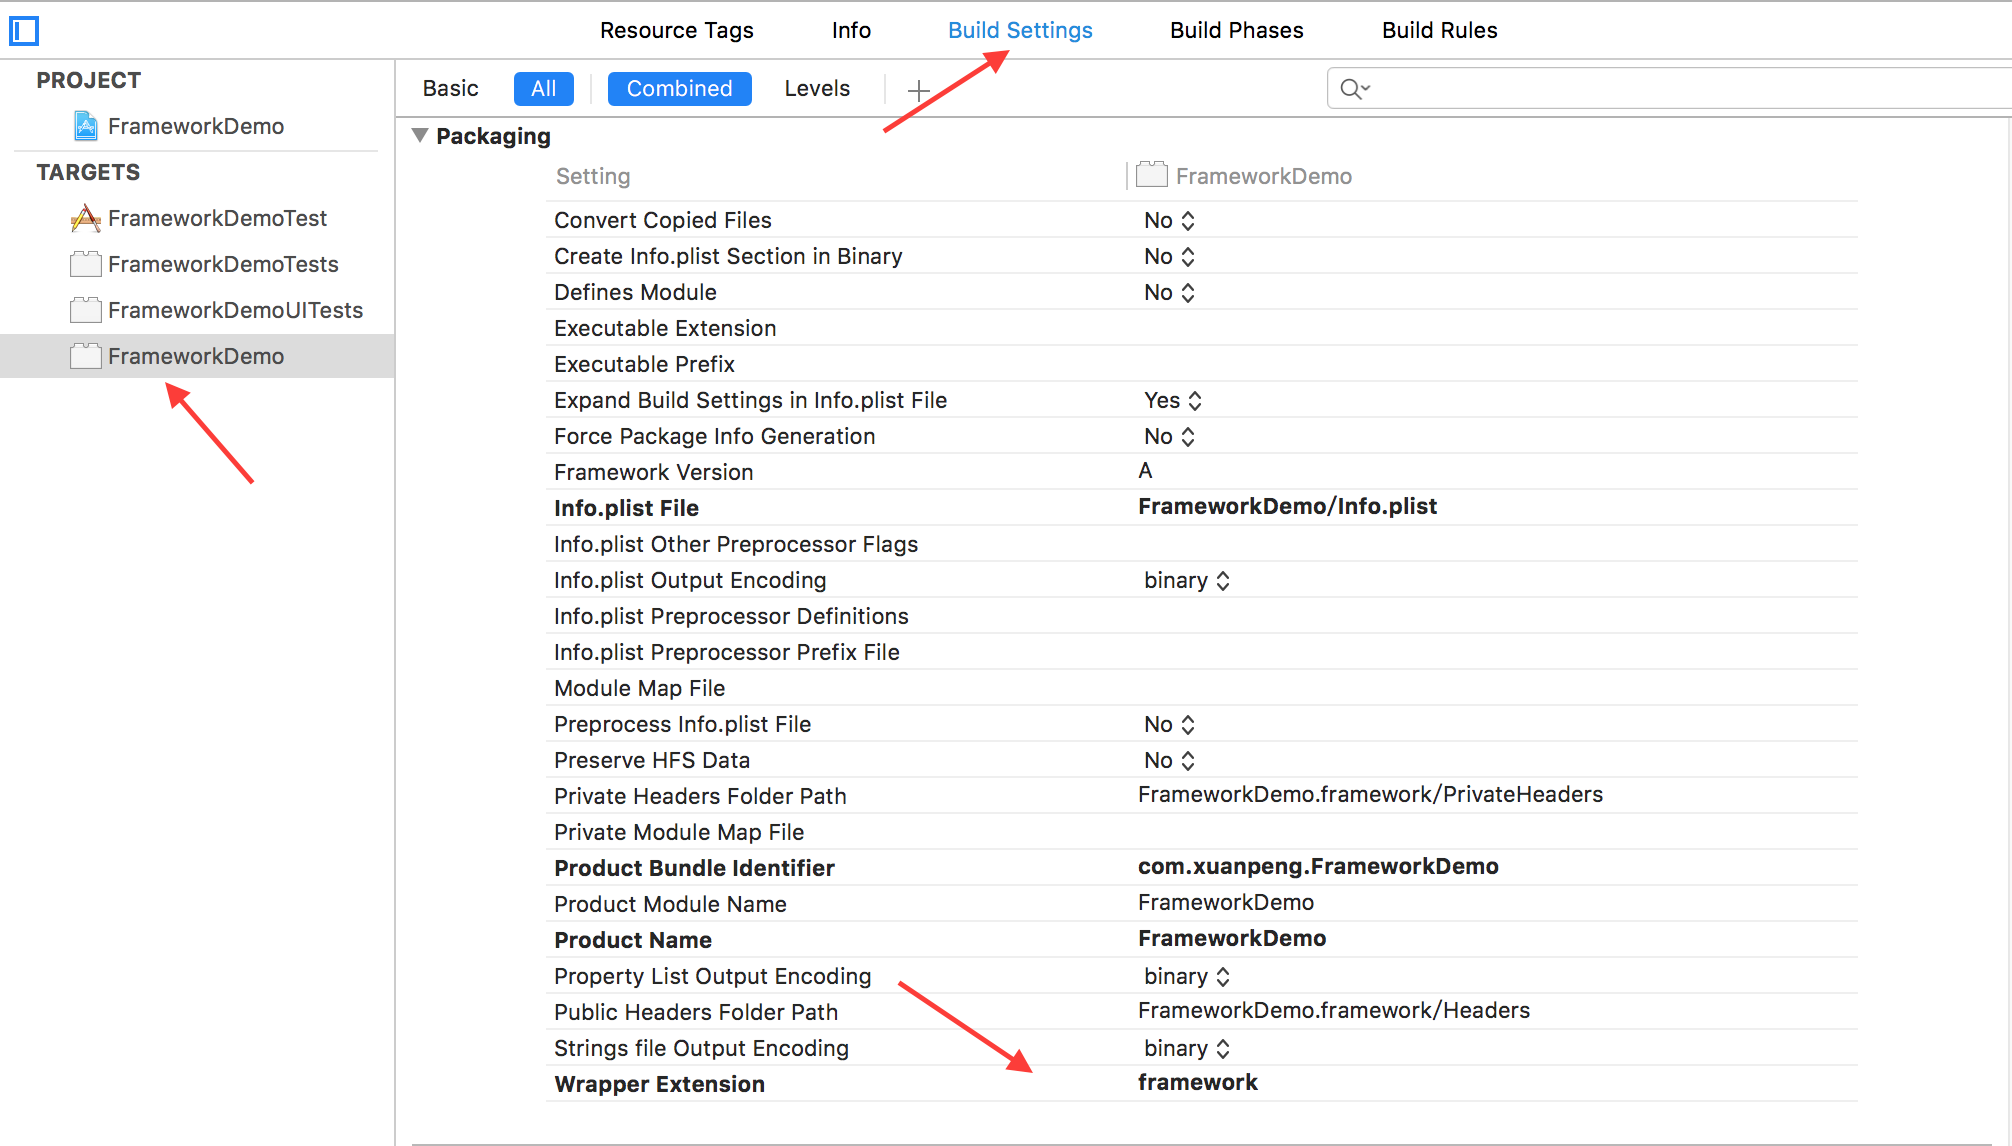 Resource Tags Info Build Settings Build Phases Build Rules
PROJECT
FrameworkDemo
TARGETS
FrameworkDemoTest
FrameworkDemoTests
FrameworkDemoUITests
FrameworkDemo
Basic All Combined Levels
Packaging
Setting FrameworkDemo
Convert Copied Files No
Create Info.plist Section in Binary No
Defines Module No
Executable Extension
Executable Prefix
Expand Build Settings in Info.plist File Yes
Force Package Info Generation No
Framework Version A
Info.plist File FrameworkDemo/Info.plist
Info.plist Other Preprocessor Flags
Info.plist Output Encoding binary
Info.plist Preprocessor Definitions
Info.plist Preprocessor Prefix File
Module Map File
Preprocess Info.plist File No
Preserve HFS Data No
Private Headers Folder Path FrameworkDemo.framework/PrivateHeaders
Private Module Map File
Product Bundle Identifier com.xuanpeng.FrameworkDemo
Product Module Name FrameworkDemo
Product Name FrameworkDemo
Property List Output Encoding binary
Public Headers Folder Path FrameworkDemo.framework/Headers
Strings file Output Encoding binary
Wrapper Extension framework